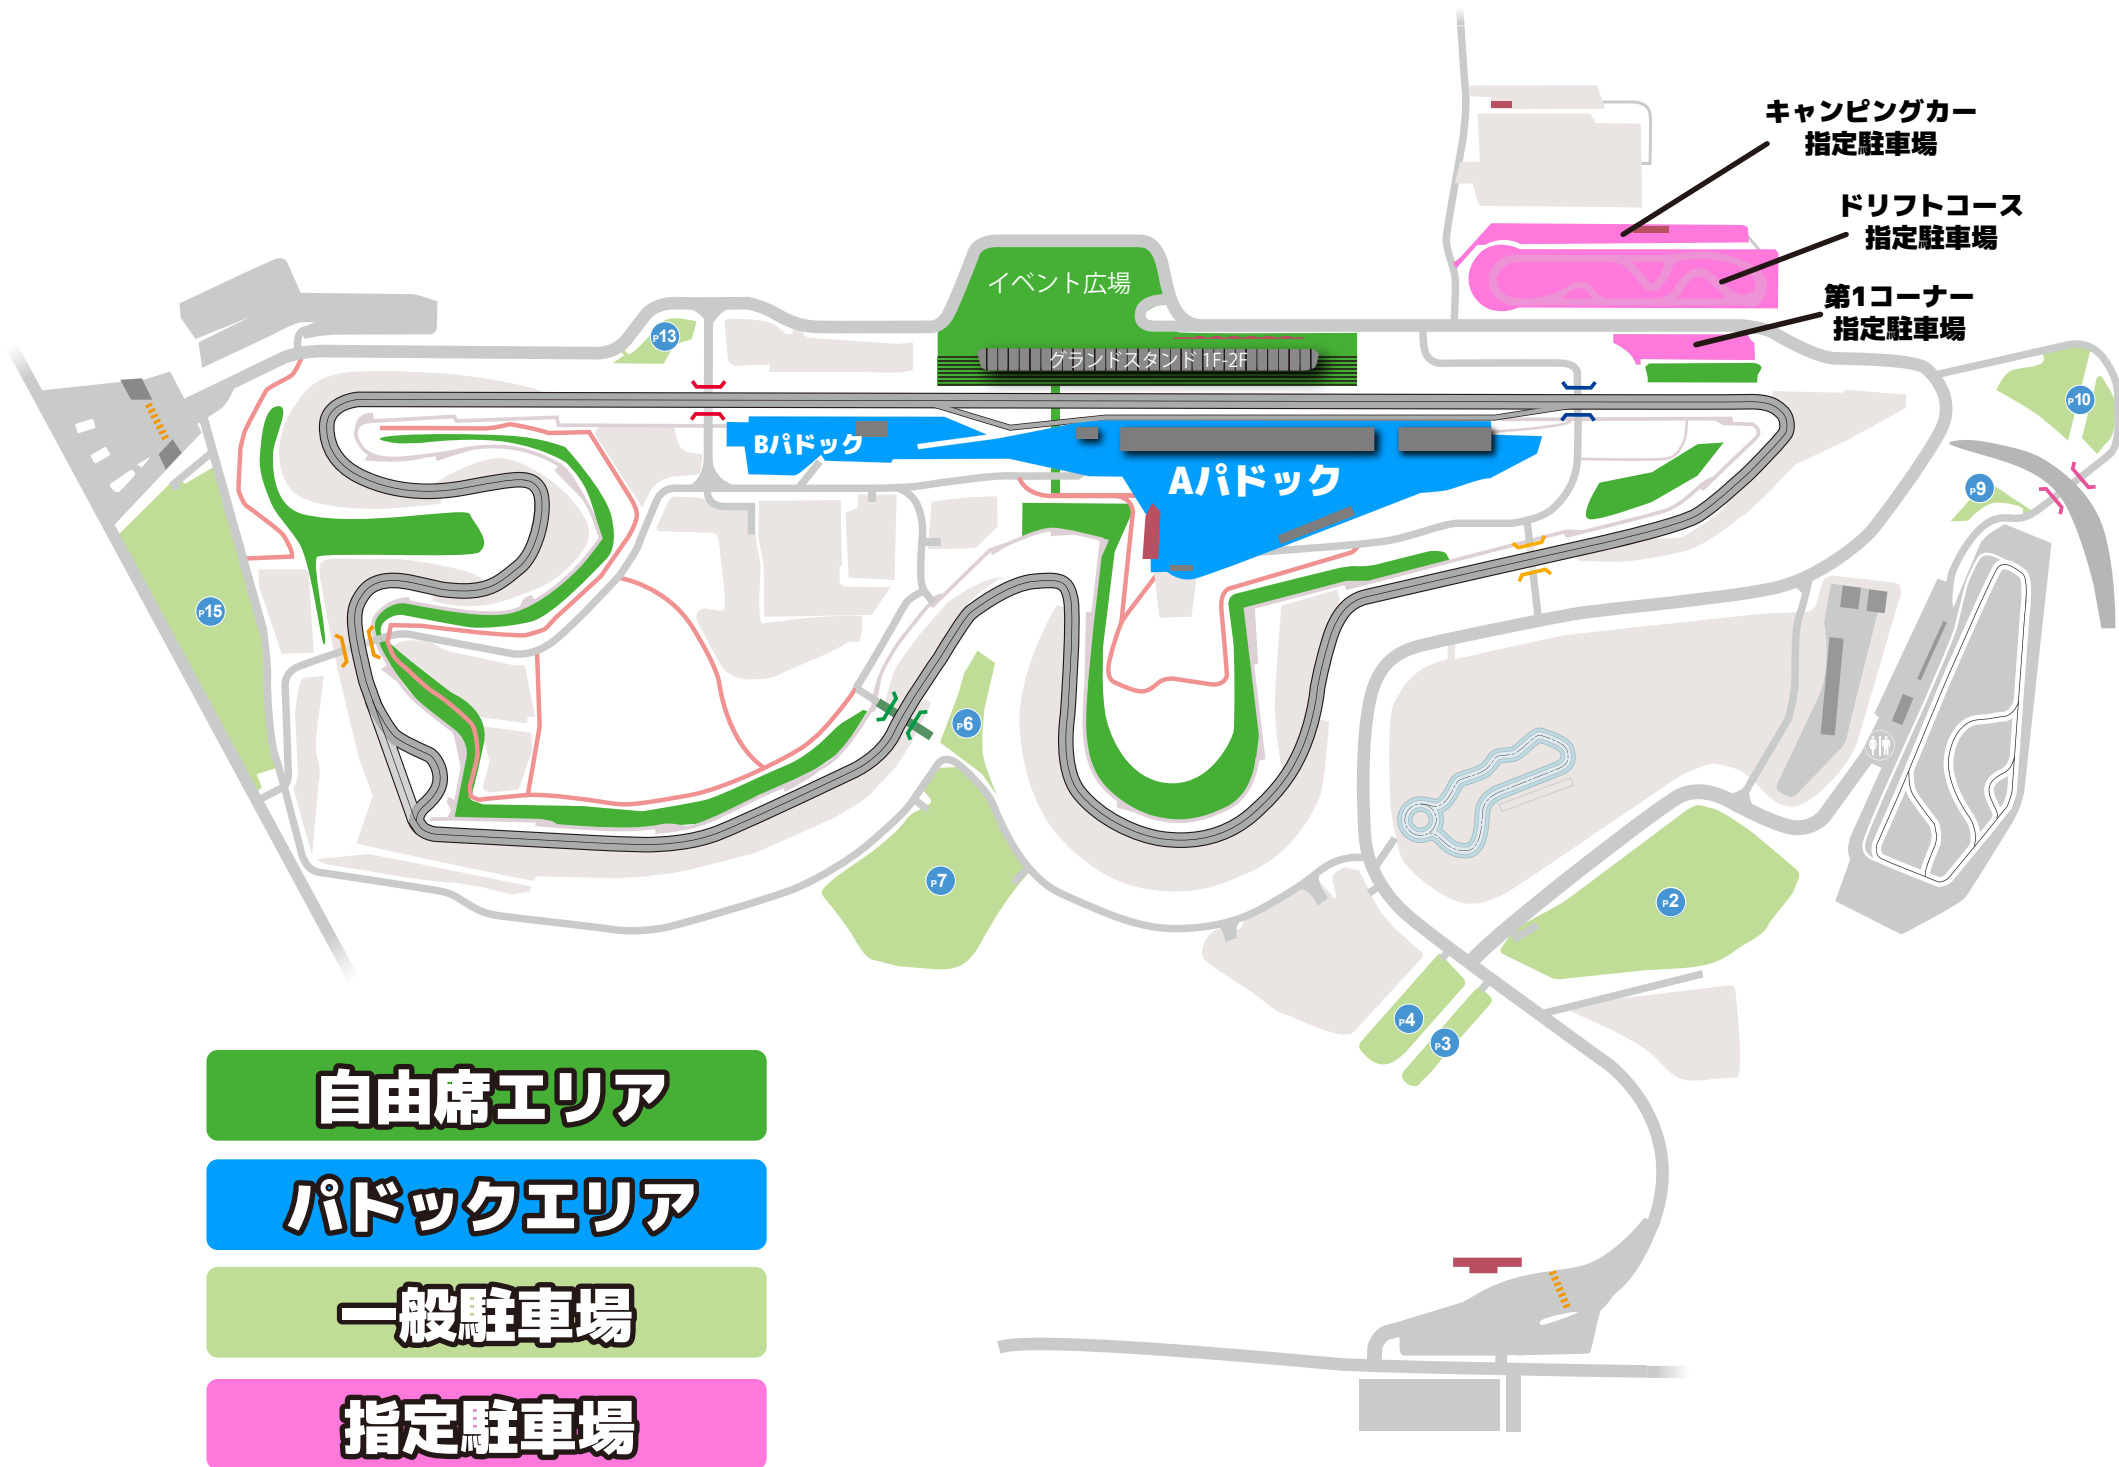 キャンピングカー
指定駐車場
ドリフトコース
指定駐車場
第1コーナー
指定駐車場
イベント広場
グランドスタンド 1F-2F
P13
P10
P9
Bパドック
Aパドック
P15
P6
P7
P2
P4
P3
自由席エリア
パドックエリア
一般駐車場
指定駐車場